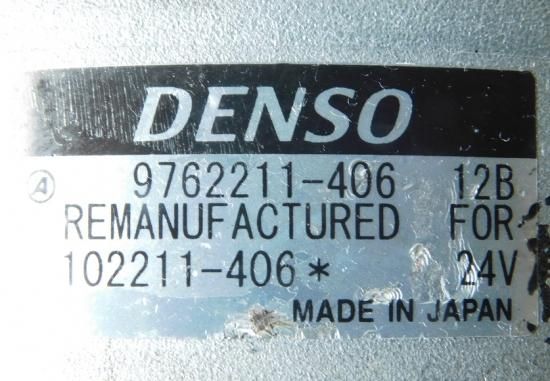 DENSO
Ⓐ 9762211-406 12B
REMANUFACTURED FOR
102211-406* 24V
MADE IN JAPAN